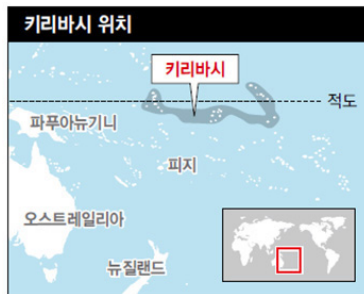 키리바시 위치
키리바시
적도
파푸아뉴기니
피지
오스트레일리아
뉴질랜드